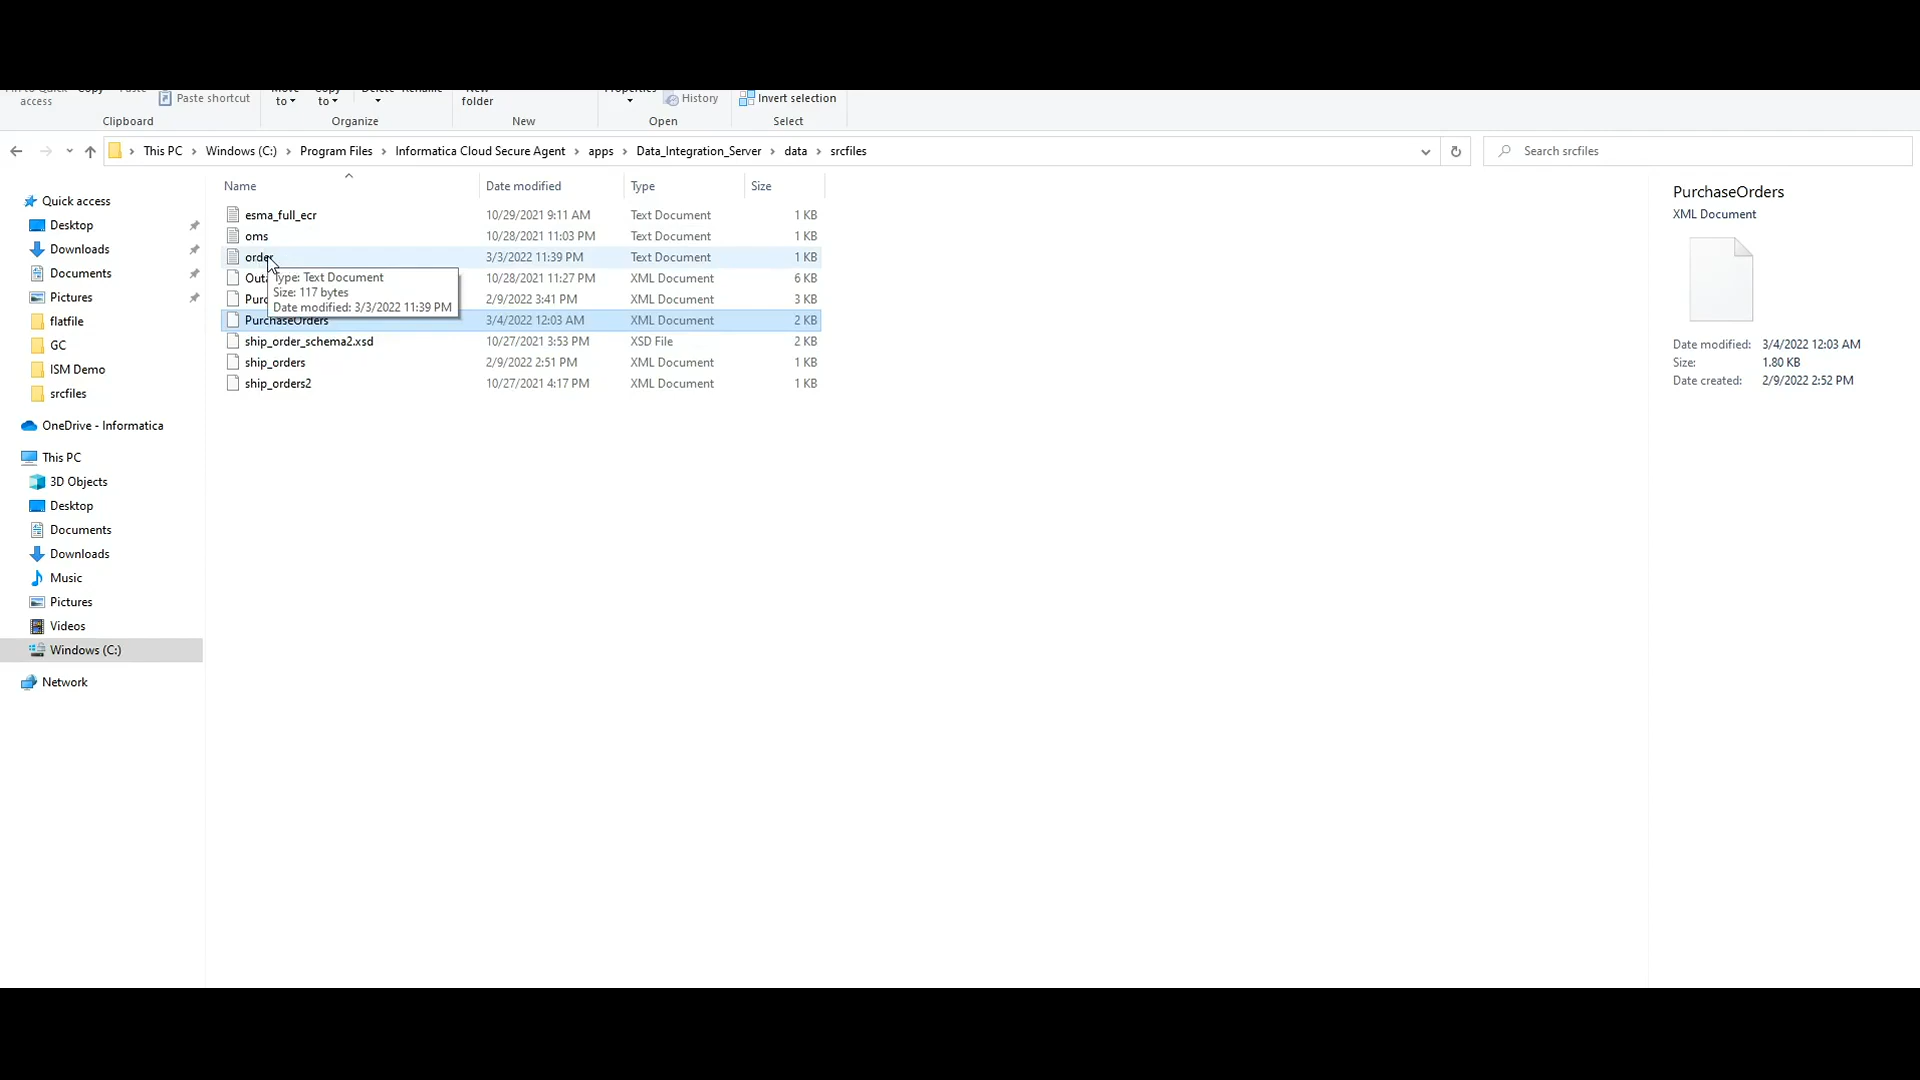 access
Paste shortcut
to
to
folder
History
Invert selection
Clipboard
Organize
New
Open
Select
This PC > Windows (C:) > Program Files > Informatica Cloud Secure Agent > apps > Data_Integration_Server > data > srcfiles
Search srcfiles
Name
Date modified
Type
Size
esma_full_ecr 10/29/2021 9:11 AM Text Document 1 KB
oms 10/28/2021 11:03 PM Text Document 1 KB
order 3/3/2022 11:39 PM Text Document 1 KB
10/28/2021 11:27 PM XML Document 6 KB
2/9/2022 3:41 PM XML Document 3 KB
PurchaseOrders 3/4/2022 12:03 AM XML Document 2 KB
ship_order_schema2.xsd 10/27/2021 3:53 PM XSD File 2 KB
ship_orders 2/9/2022 2:51 PM XML Document 1 KB
ship_orders2 10/27/2021 4:17 PM XML Document 1 KB
Type: Text Document
Size: 117 bytes
Date modified: 3/3/2022 11:39 PM
Quick access
Desktop
Downloads
Documents
Pictures
flatfile
GC
ISM Demo
srcfiles
OneDrive - Informatica
This PC
3D Objects
Desktop
Documents
Downloads
Music
Pictures
Videos
Windows (C:)
Network
PurchaseOrders
XML Document
Date modified: 3/4/2022 12:03 AM
Size: 1.80 KB
Date created: 2/9/2022 2:52 PM